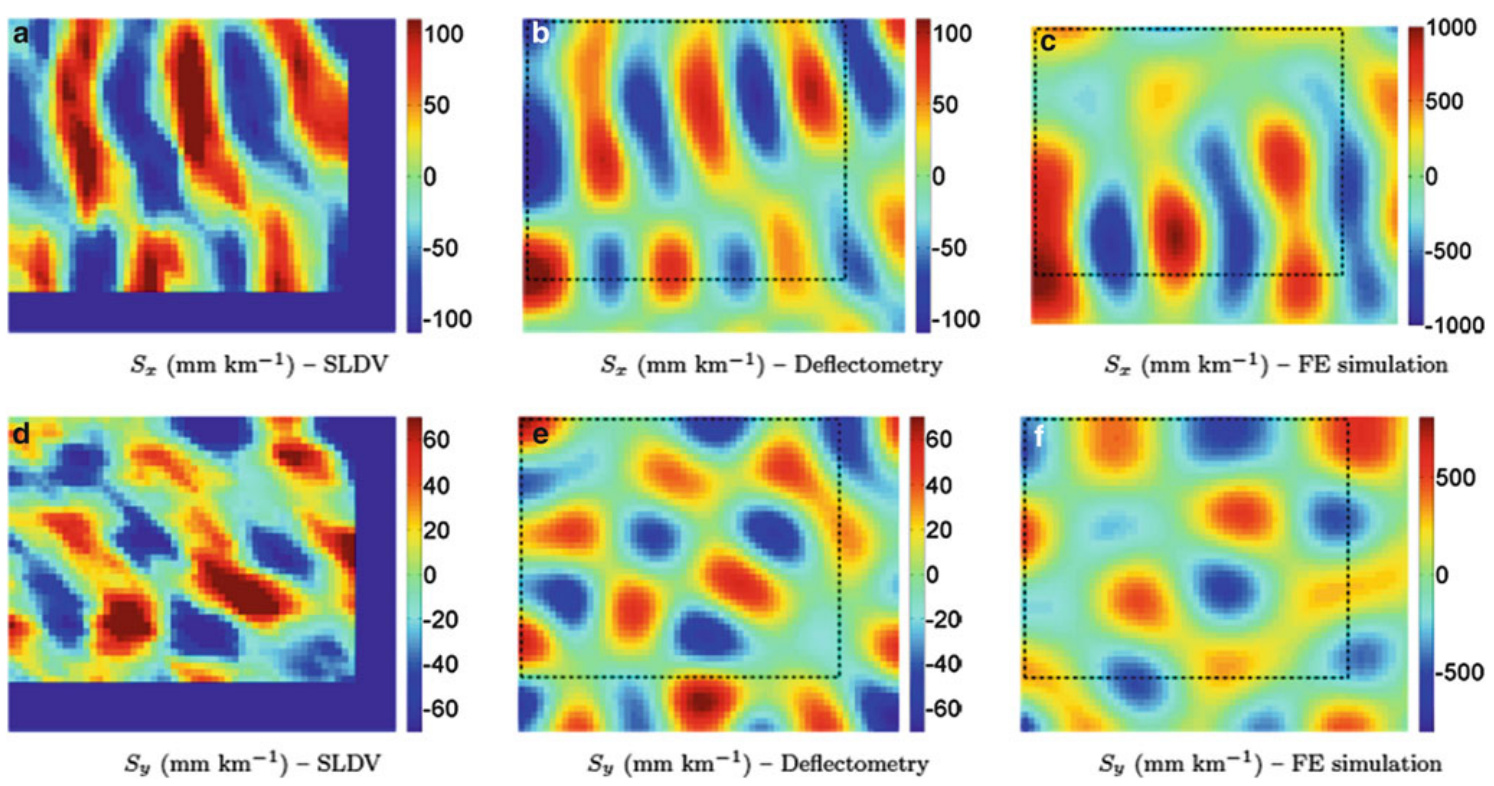 a
100
50
0
-50
-100
b
100
50
0
-50
-100
c
1000
500
0
-500
-1000
Sₓ (mm km⁻¹) – SLDV
Sₓ (mm km⁻¹) – Deflectometry
Sₓ (mm km⁻¹) – FE simulation
d
60
40
20
0
-20
-40
-60
e
60
40
20
0
-20
-40
-60
f
500
0
-500
S_y (mm km⁻¹) – SLDV
S_y (mm km⁻¹) – Deflectometry
S_y (mm km⁻¹) – FE simulation